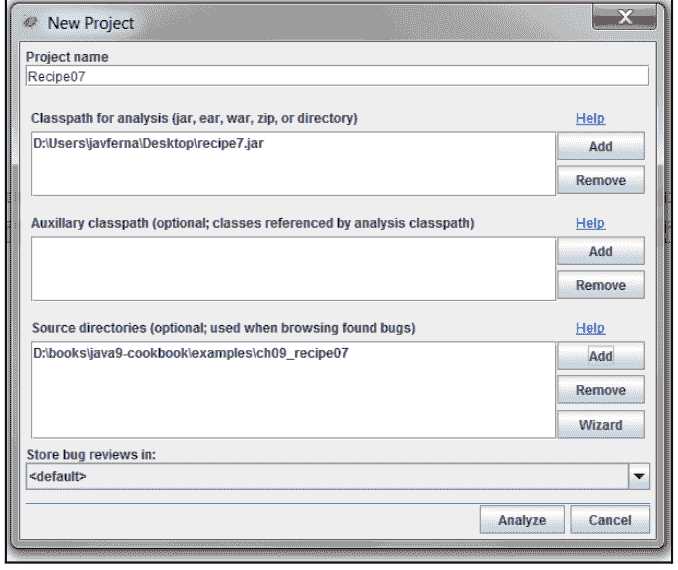 New Project
Project name
Recipe07
Classpath for analysis (jar, ear, war, zip, or directory) Help
D:\Users\javferna\Desktop\recipe7.jar
Add
Remove
Auxillary classpath (optional; classes referenced by analysis classpath) Help
Add
Remove
Source directories (optional; used when browsing found bugs) Help
D:\books\java9-cookbook\examples\ch09_recipe07
Add
Remove
Wizard
Store bug reviews in:
<default>
Analyze Cancel